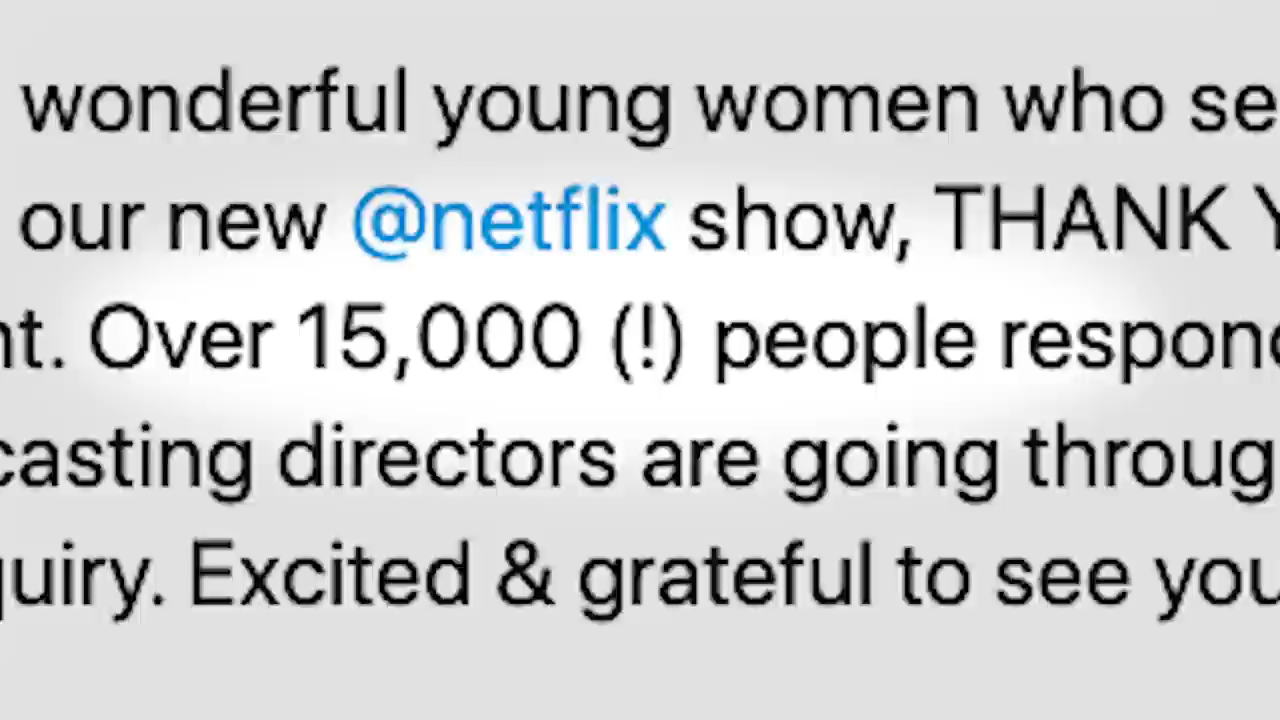 wonderful young women who se
our new @netflix show, THANK Y
nt. Over 15,000 (!) people respond
casting directors are going throug
quiry. Excited & grateful to see you